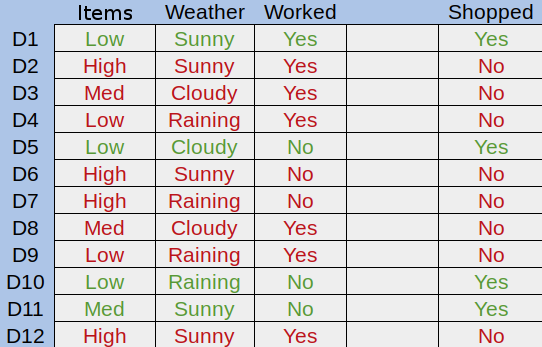 Items Weather Worked Shopped
D1 Low Sunny Yes Yes
D2 High Sunny Yes No
D3 Med Cloudy Yes No
D4 Low Raining Yes No
D5 Low Cloudy No Yes
D6 High Sunny No No
D7 High Raining No No
D8 Med Cloudy Yes No
D9 Low Raining Yes No
D10 Low Raining No Yes
D11 Med Sunny No Yes
D12 High Sunny Yes No